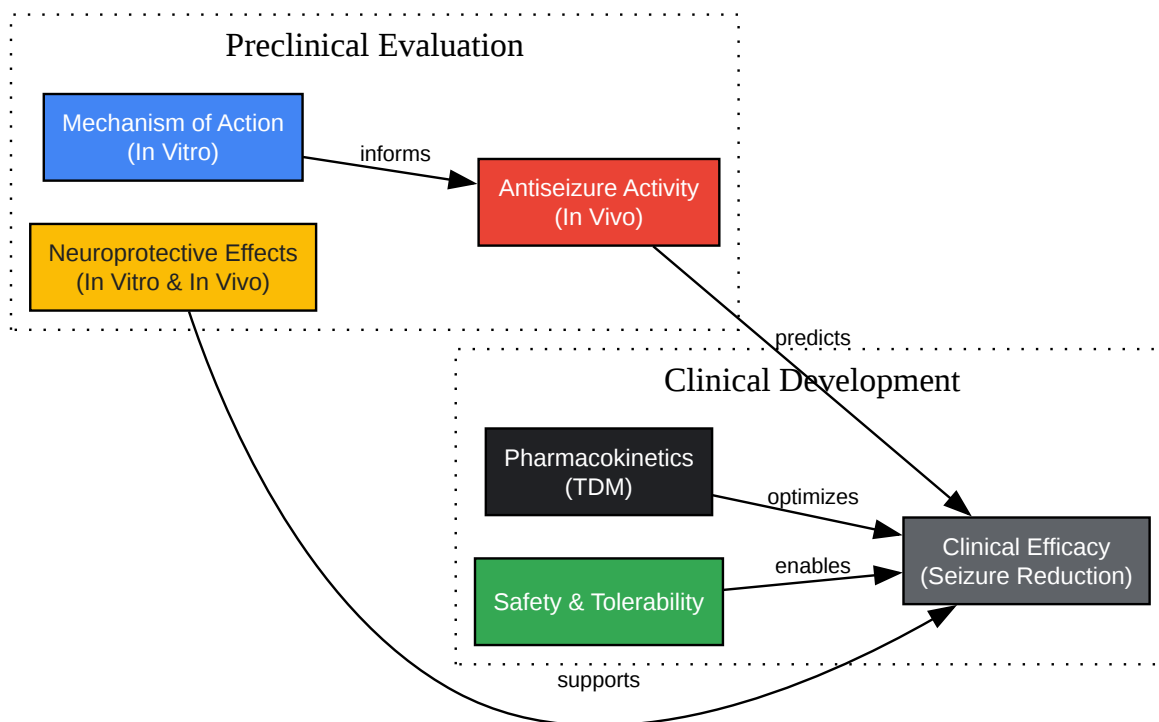 Preclinical Evaluation
Mechanism of Action
(In Vitro)
informs
Antiseizure Activity
(In Vivo)
Neuroprotective Effects
(In Vitro & In Vivo)
predicts
Clinical Development
Pharmacokinetics
(TDM)
optimizes
Clinical Efficacy
(Seizure Reduction)
enables
Safety & Tolerability
supports